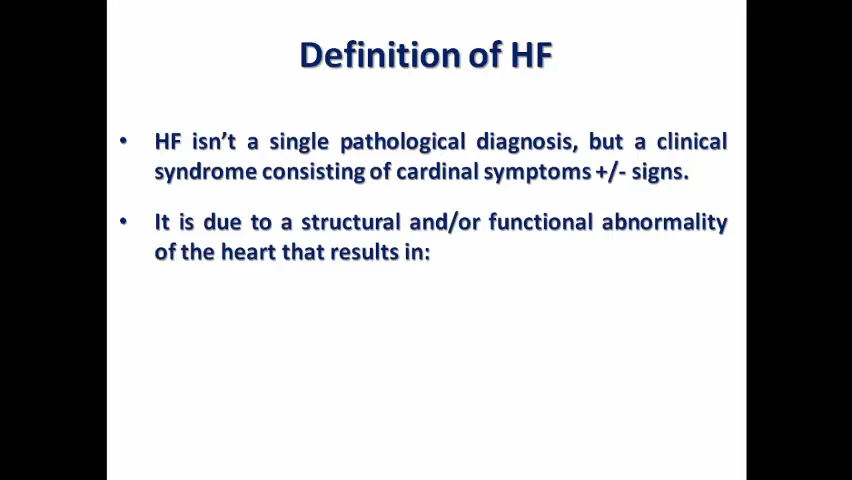 Definition of HF
• HF isn’t a single pathological diagnosis, but a clinical
syndrome consisting of cardinal symptoms +/- signs.
• It is due to a structural and/or functional abnormality
of the heart that results in: